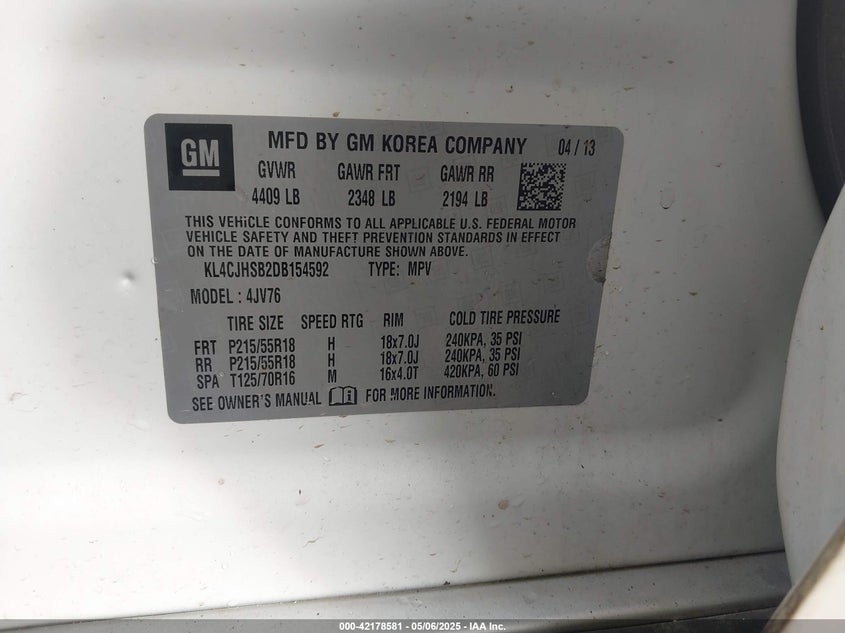 GM
MFD BY GM KOREA COMPANY 04 / 13
GVWR GAWR FRT GAWR RR
4409 LB 2348 LB 2194 LB
THIS VEHICLE CONFORMS TO ALL APPLICABLE U.S. FEDERAL MOTOR
VEHICLE SAFETY AND THEFT PREVENTION STANDARDS IN EFFECT
ON THE DATE OF MANUFACTURE SHOWN ABOVE.
KL4CJHSB2DB154592 TYPE: MPV
MODEL : 4JV76
TIRE SIZE SPEED RTG RIM COLD TIRE PRESSURE
FRT P215/55R18 H 18x7.0J 240KPA, 35 PSI
RR P215/55R18 H 18x7.0J 240KPA, 35 PSI
SPA T125/70R16 M 16x4.0T 420KPA, 60 PSI
SEE OWNER'S MANUAL FOR MORE INFORMATION.
000-42178581 - 05/06/2025 - IAA Inc.